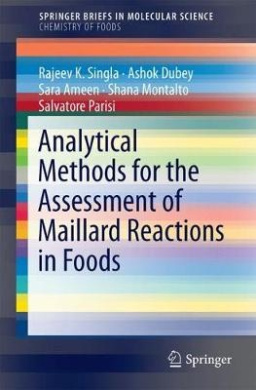 SPRINGER BRIEFS IN MOLECULAR SCIENCE
CHEMISTRY OF FOODS
Rajeev K. Singla · Ashok Dubey
Sara Ameen · Shana Montalto
Salvatore Parisi
Analytical
Methods for the
Assessment of
Maillard Reactions
in Foods
Springer